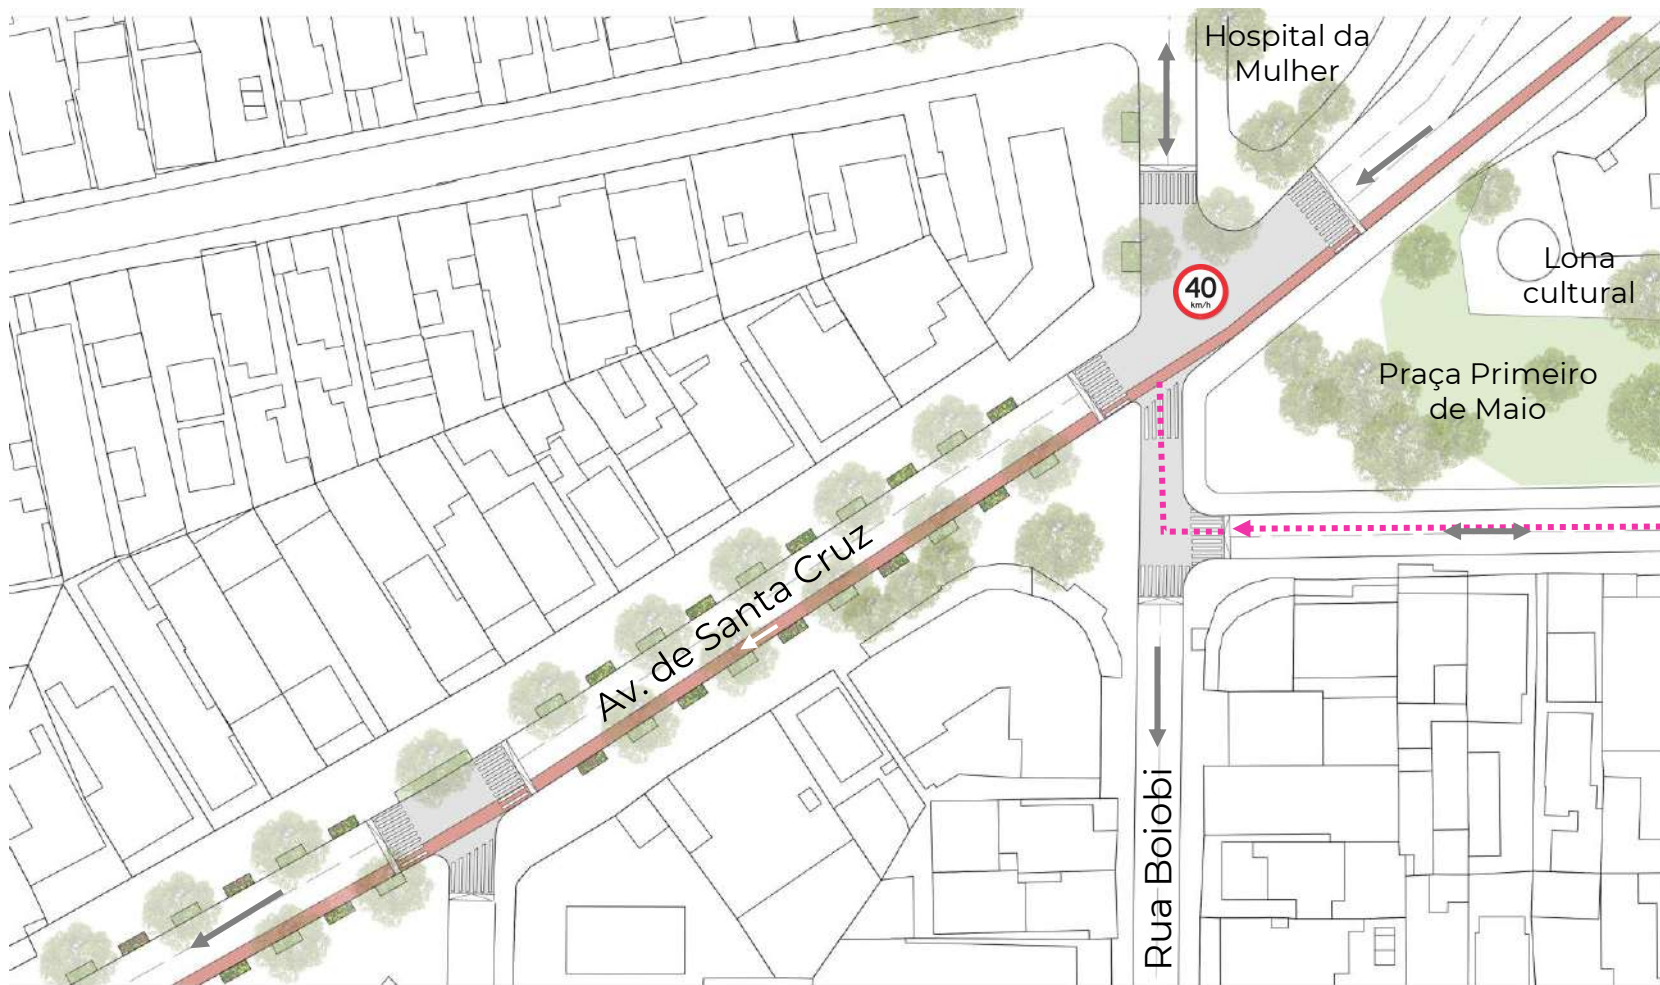 Hospital da
Mulher
40
km/h
Lona
cultural
Praça Primeiro
de Maio
Av. de Santa Cruz
Rua Boiobi